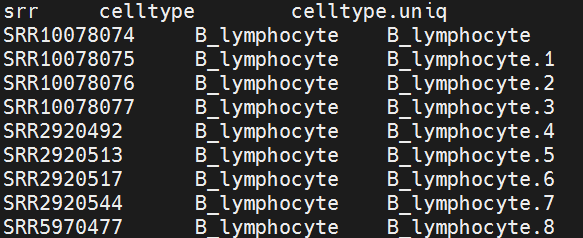 srr celltype celltype.uniq
SRR10078074 B_lymphocyte B_lymphocyte
SRR10078075 B_lymphocyte B_lymphocyte.1
SRR10078076 B_lymphocyte B_lymphocyte.2
SRR10078077 B_lymphocyte B_lymphocyte.3
SRR2920492 B_lymphocyte B_lymphocyte.4
SRR2920513 B_lymphocyte B_lymphocyte.5
SRR2920517 B_lymphocyte B_lymphocyte.6
SRR2920544 B_lymphocyte B_lymphocyte.7
SRR5970477 B_lymphocyte B_lymphocyte.8